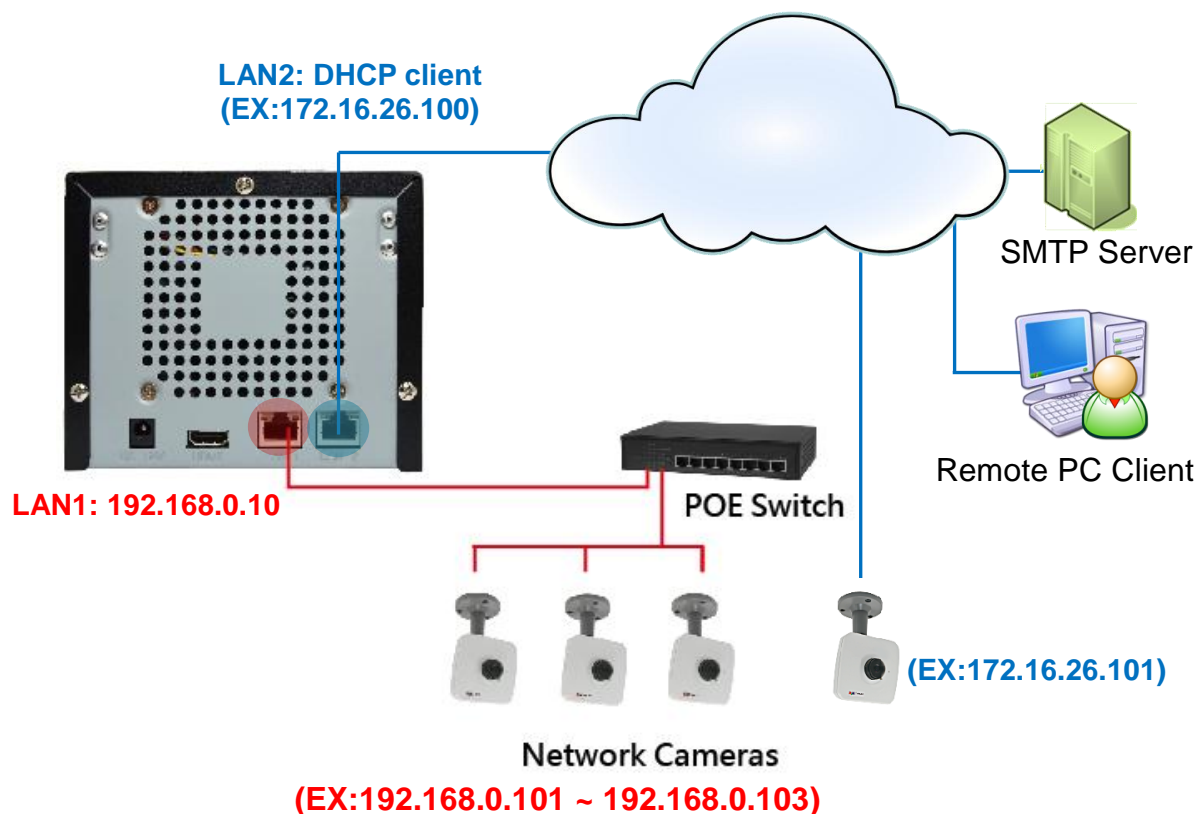 LAN2: DHCP client
(EX:172.16.26.100)
SMTP Server
Remote PC Client
LAN1: 192.168.0.10
POE Switch
(EX:172.16.26.101)
Network Cameras
(EX:192.168.0.101 ~ 192.168.0.103)